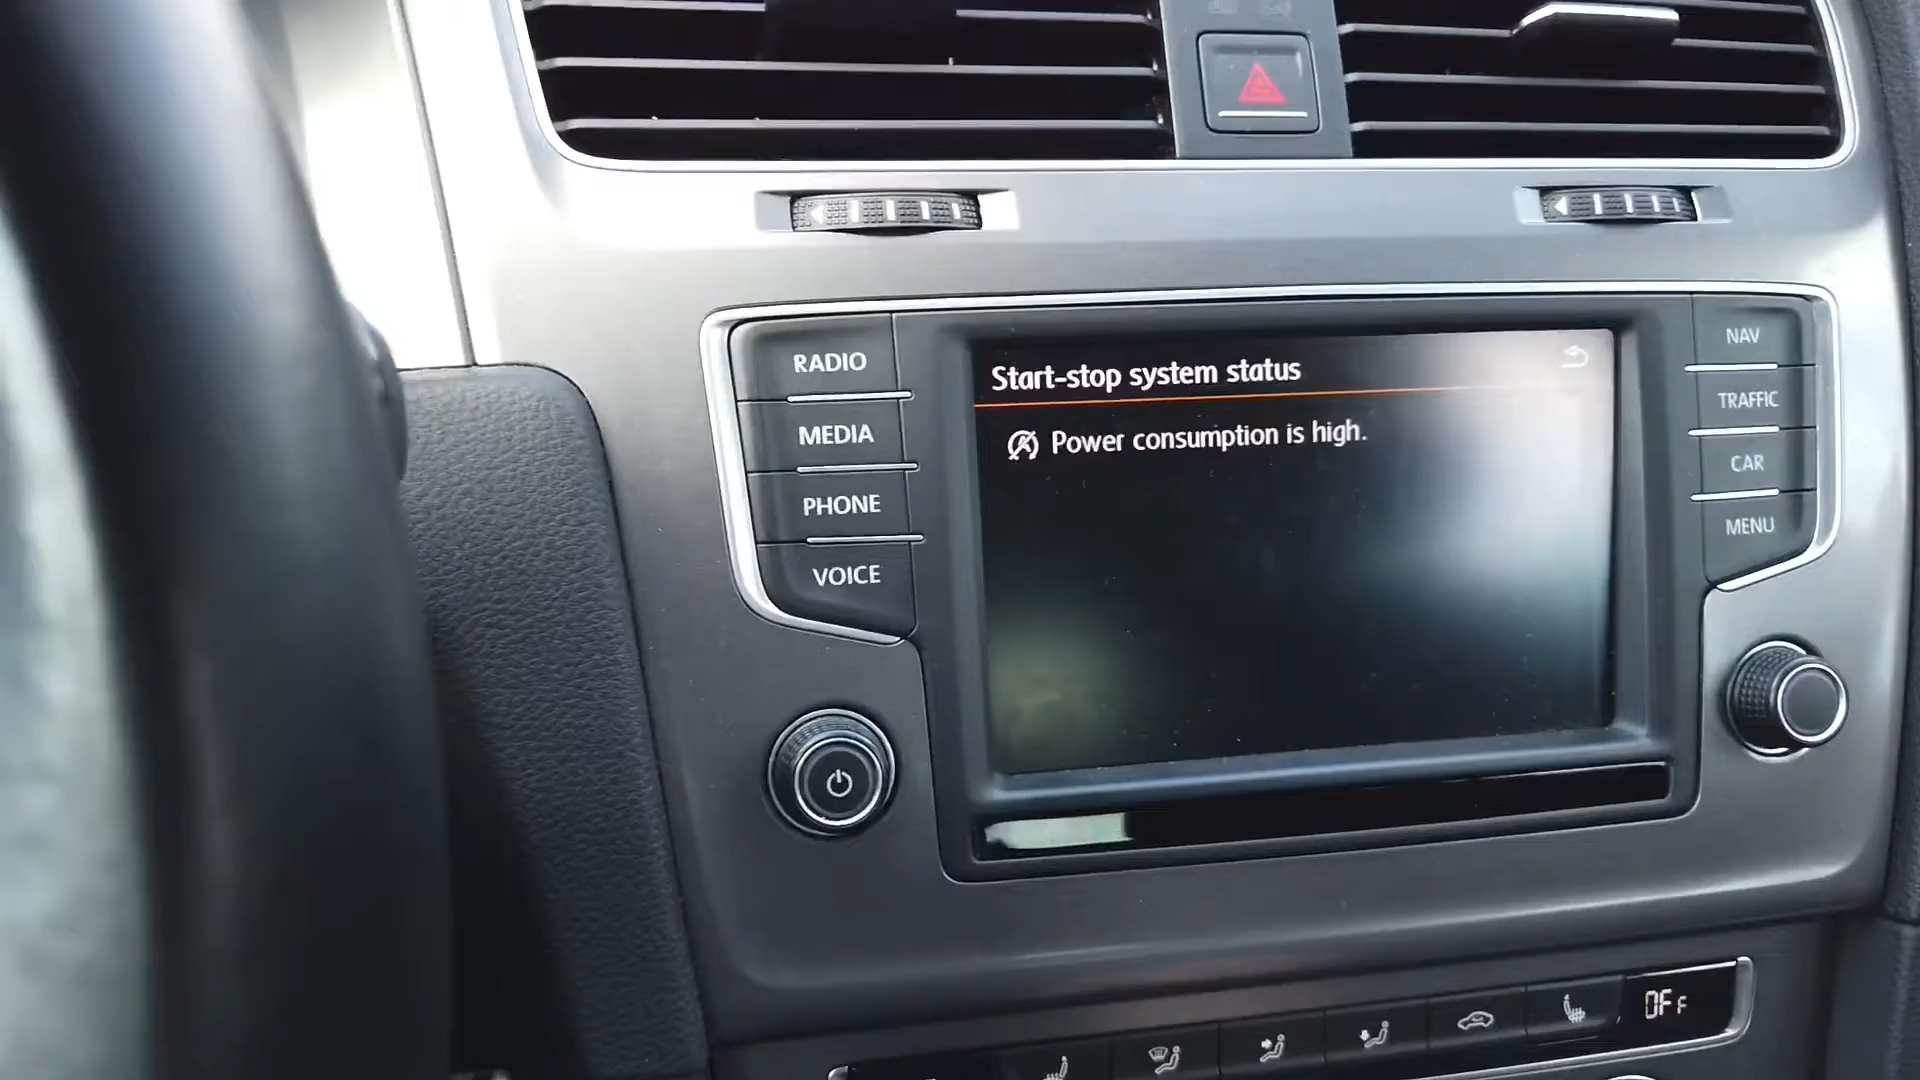 RADIO
MEDIA
PHONE
VOICE
Start-stop system status
Power consumption is high.
NAV
TRAFFIC
CAR
MENU
OFF